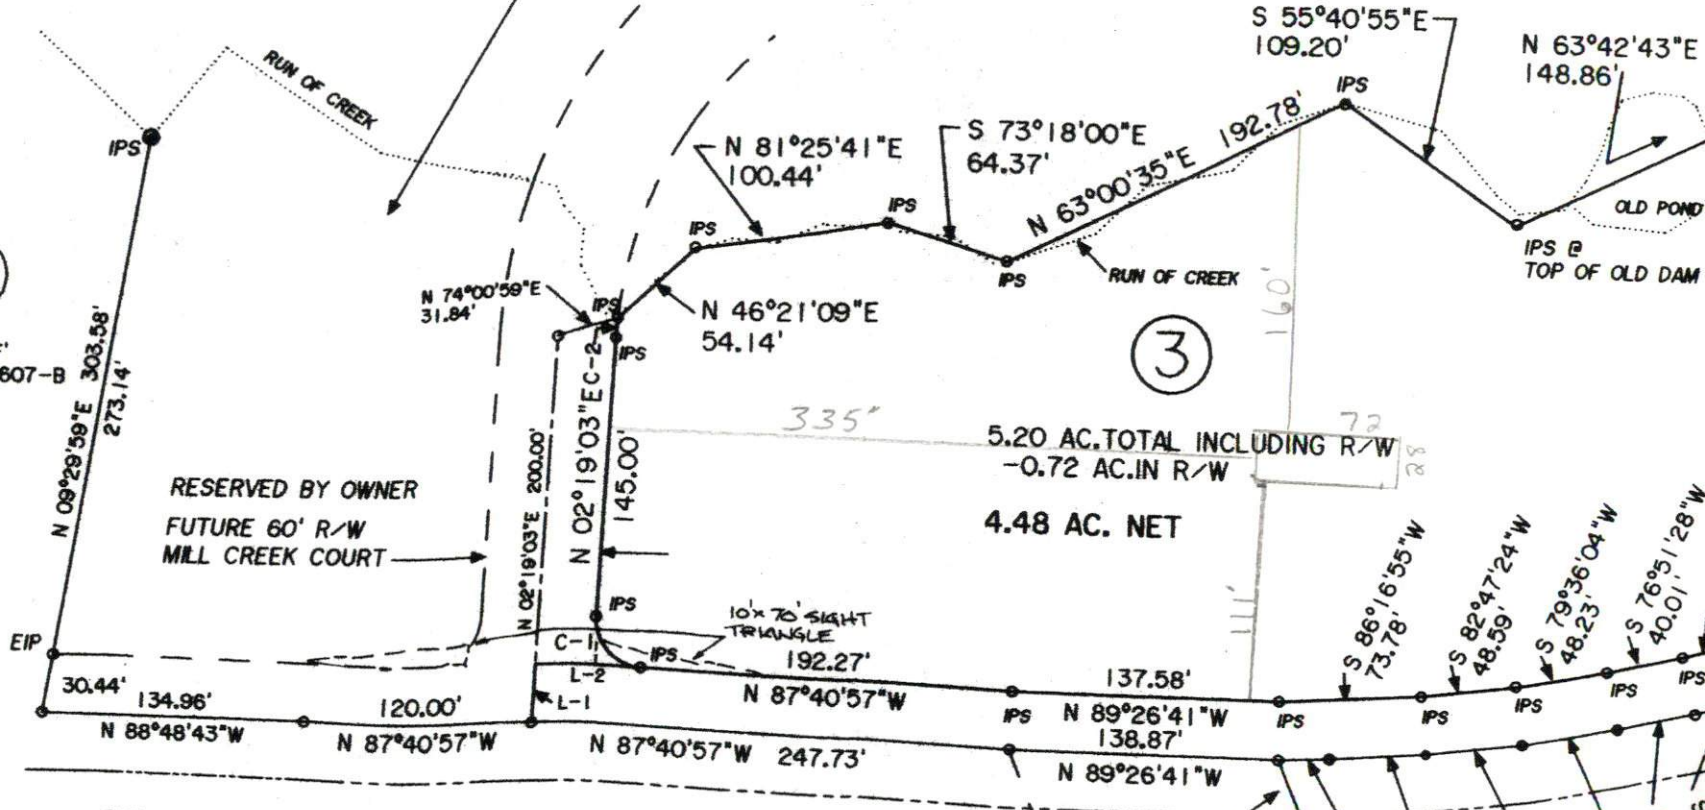 S 55°40'55"E
109.20'
N 63°42'43"E
148.86'
RUN OF CREEK
IPS
IPS
N 81°25'41"E
100.44'
S 73°18'00"E
64.37'
192.78'
N 63°00'35"E
IPS
IPS
IPS
OLD POND
IPS @
TOP OF OLD DAM
RUN OF CREEK
N 74°00'59"E
31.84'
IPS
N 46°21'09"E
54.14'
IPS
160'
3
607-B
N 09°29'59"E 303.58'
273.14'
C-2
335"
72
28
5.20 AC.TOTAL INCLUDING R/W
-0.72 AC.IN R/W
4.48 AC. NET
N 02°19'03"E 200.00'
N 02°19'03"E
145.00'
RESERVED BY OWNER
FUTURE 60' R/W
MILL CREEK COURT
IPS
10'x 70' SIGHT
TRIANGLE
111'
S 86°16'55"W
73.78'
S 82°47'24"W
48.59'
S 79°36'04"W
48.23'
S 76°51'28"W
40.01'
EIP
C-1
IPS
192.27'
L-2
N 87°40'57"W
137.58'
IPS
N 89°26'41"W
IPS
IPS
IPS
IPS
IPS
30.44'
134.96'
120.00'
L-1
N 88°48'43"W
N 87°40'57"W
N 87°40'57"W 247.73'
138.87'
N 89°26'41"W